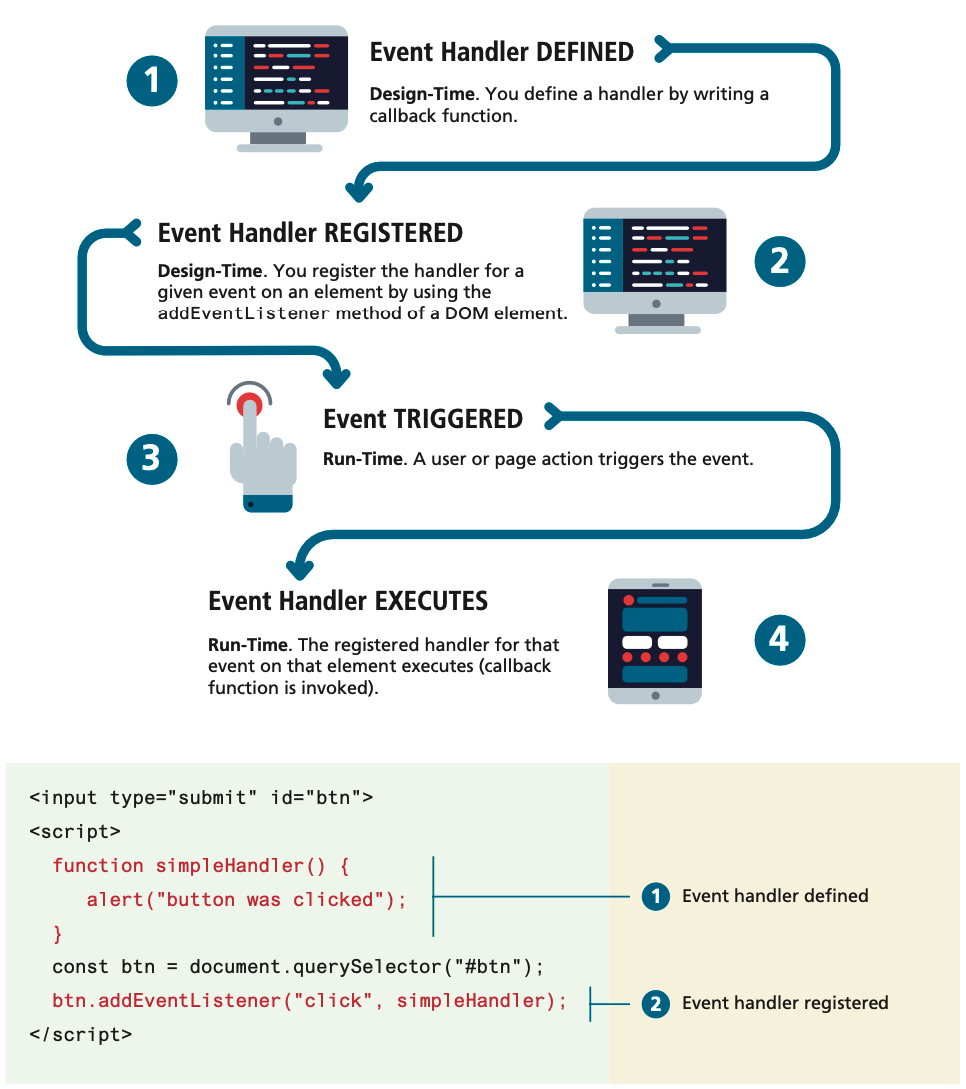 1
Event Handler DEFINED
Design-Time. You define a handler by writing a
callback function.
Event Handler REGISTERED
Design-Time. You register the handler for a
given event on an element by using the
addEventListener method of a DOM element.
2
3
Event TRIGGERED
Run-Time. A user or page action triggers the event.
Event Handler EXECUTES
Run-Time. The registered handler for that
event on that element executes (callback
function is invoked).
4
<input type="submit" id="btn">
<script>
function simpleHandler() {
alert("button was clicked");
}
1 Event handler defined
const btn = document.querySelector("#btn");
btn.addEventListener("click", simpleHandler);
2 Event handler registered
</script>